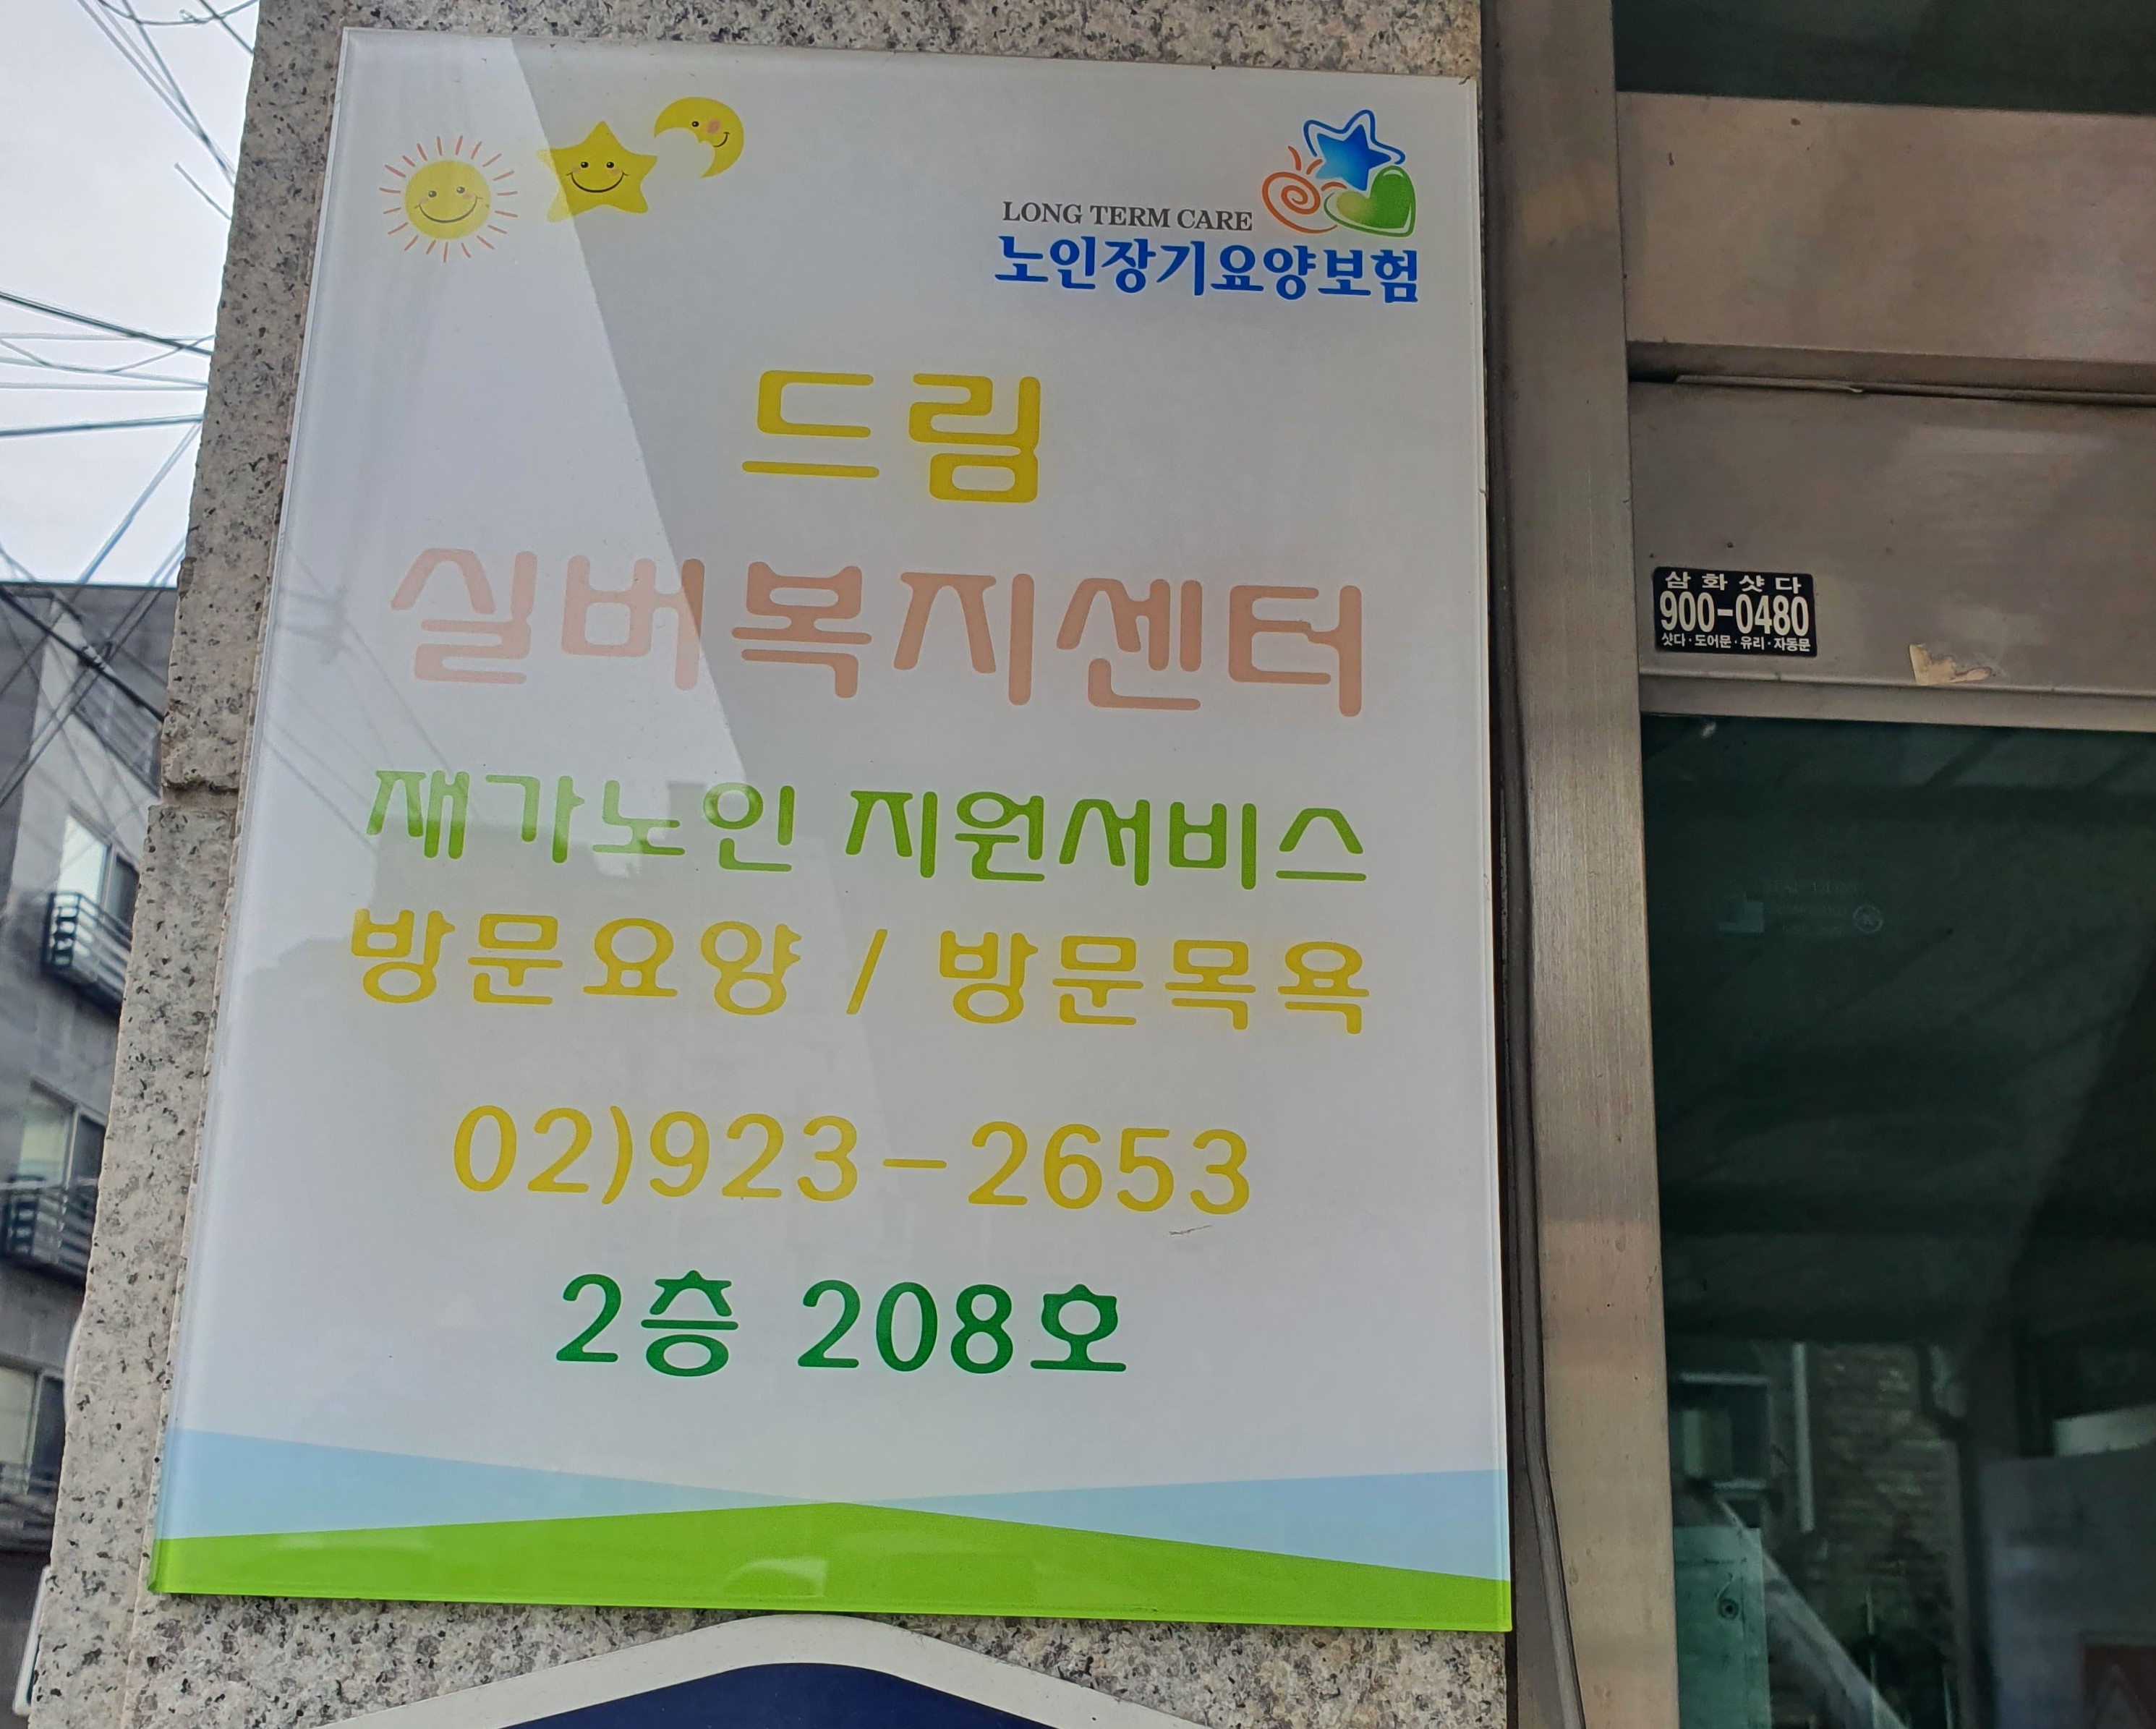 LONG TERM CARE
노인장기요양보험
드림
실버복지센터
재가노인 지원서비스
방문요양 / 방문목욕
02)923-2653
2층 208호
삼화샷다
900-0480
샷다·도어문·유리·자동문